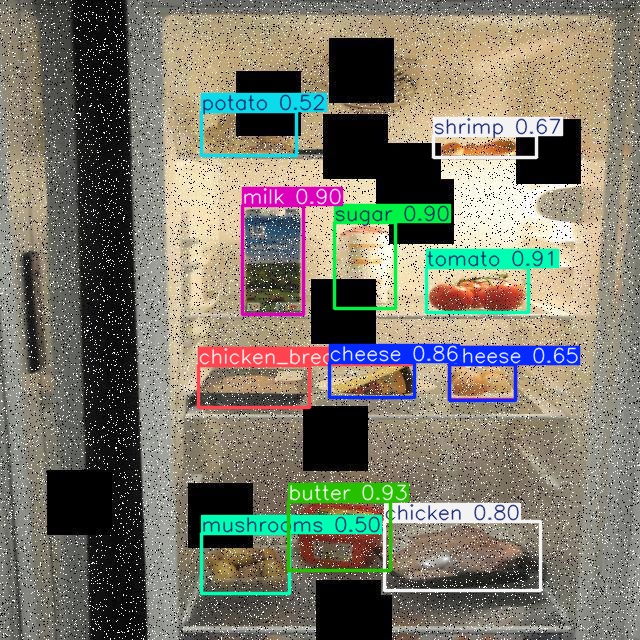 potato 0.52
shrimp 0.67
milk 0.90
sugar 0.90
tomato 0.91
chicken_brea
cheese 0.86
heese 0.65
butter 0.93
chicken 0.80
mushrooms 0.50